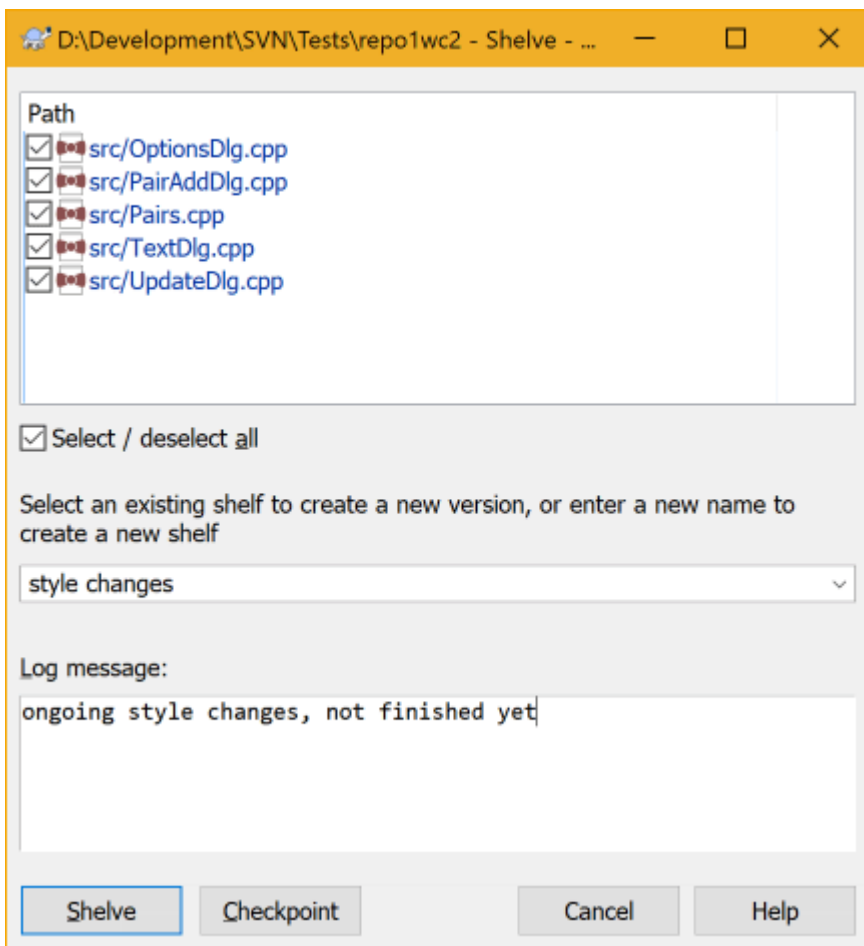 D:\Development\SVN\Tests\repo1wc2 - Shelve - ...
Path
src/OptionsDlg.cpp
src/PairAddDlg.cpp
src/Pairs.cpp
src/TextDlg.cpp
src/UpdateDlg.cpp
Select / deselect all
Select an existing shelf to create a new version, or enter a new name to
create a new shelf
style changes
Log message:
ongoing style changes, not finished yet
Shelve Checkpoint Cancel Help